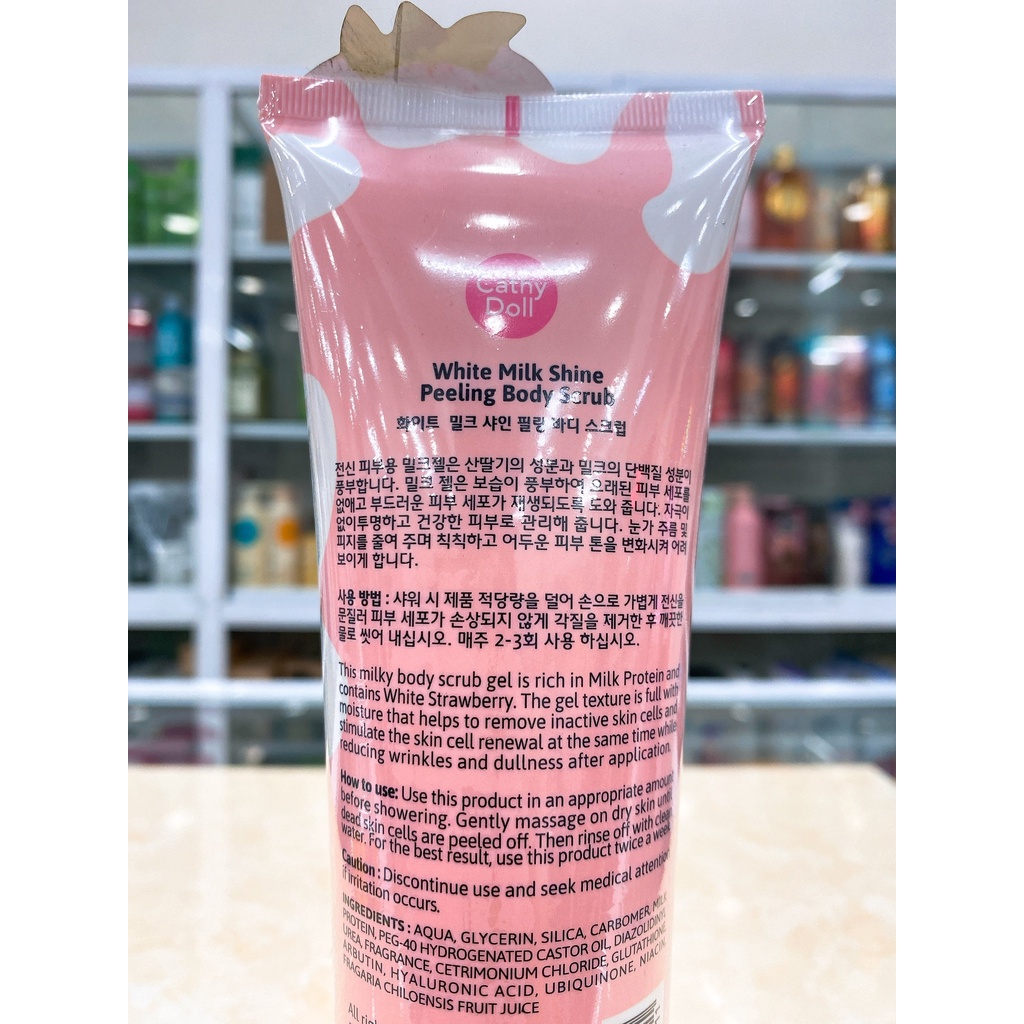 Cathy
Doll
White Milk Shine
Peeling Body Scrub
화이트 밀크 샤인 필링 바디 스크럽
전신 피부용 밀크젤은 산딸기의 성분과 밀크의 단백질 성분이
풍부합니다. 밀크 젤은 보습이 풍부하여 오래된 피부 세포를
없애고 부드러운 피부 세포가 재생되도록 도와 줍니다. 자극이
없이투명하고 건강한 피부로 관리해 줍니다. 눈가 주름 및
피지를 줄여 주며 칙칙하고 어두운 피부 톤을 변화시켜 어려
보이게 합니다.
사용 방법 : 샤워 시 제품 적당량을 덜어 손으로 가볍게 전신을
문질러 피부 세포가 손상되지 않게 각질을 제거한 후 깨끗한
물로 씻어 내십시오. 매주 2-3회 사용 하십시오.
This milky body scrub gel is rich in Milk Protein and
contains White Strawberry. The gel texture is full with
moisture that helps to remove inactive skin cells and
stimulate the skin cell renewal at the same time while
reducing wrinkles and dullness after application.
How to use: Use this product in an appropriate amount
before showering. Gently massage on dry skin until
dead skin cells are peeled off. Then rinse off with clean
water. For the best result, use this product twice a week.
Caution : Discontinue use and seek medical attention
if irritation occurs.
INGREDIENTS : AQUA, GLYCERIN, SILICA, CARBOMER, MILK
PROTEIN, PEG-40 HYDROGENATED CASTOR OIL, DIAZOLIDINYL
UREA, FRAGRANCE, CETRIMONIUM CHLORIDE, GLUTATHIONE,
ARBUTIN, HYALURONIC ACID, UBIQUINONE, NIACIN,
FRAGARIA CHILOENSIS FRUIT JUICE
All